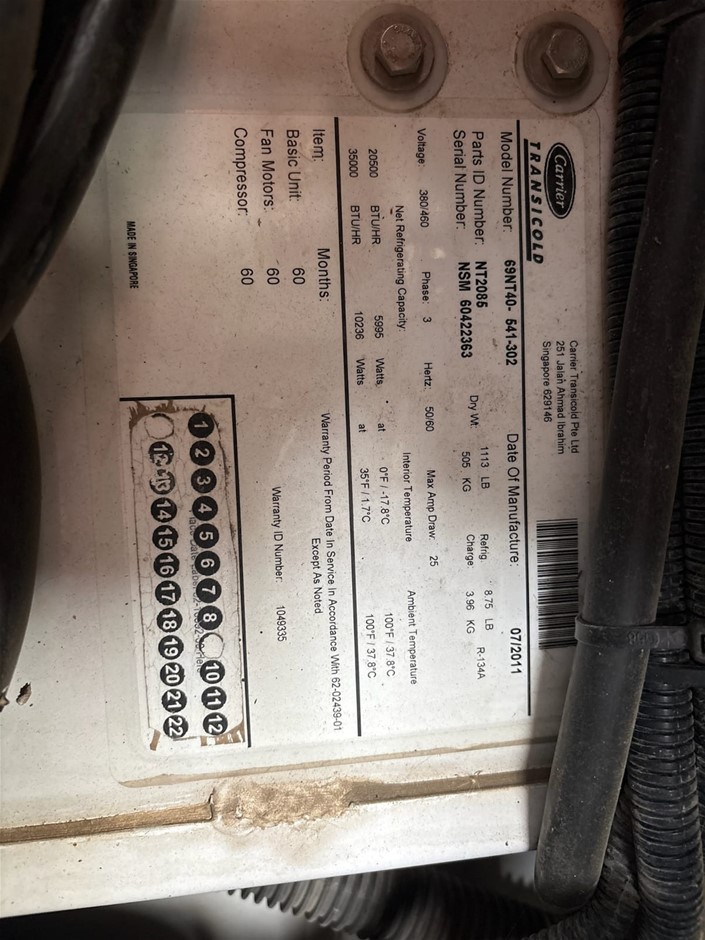 Carrier
TRANSICOLD
Carrier Transicold Pte Ltd
251 Jalan Ahmad Ibrahim
Singapore 629146
Model Number: 69NT40- 541-302 Date Of Manufacture: 07/2011
Parts ID Number: NT2085 Dry Wt: 1113 LB Refrig 8.75 LB R-134A
Serial Number: NSM 60422363 505 KG Charge: 3.96 KG
Voltage: 380/460 Phase: 3 Hertz: 50/60 Max Amp Draw: 25
Net Refrigerating Capacity: Interior Temperature Ambient Temperature
20500 BTU/HR 5995 Watts at 0°F / -17.8°C 100°F / 37.8°C
35000 BTU/HR 10236 Watts at 35°F / 1.7°C 100°F / 37.8°C
Item: Months: Warranty Period From Date In Service In Accordance With 62-02439-01
Except As Noted
Basic Unit: 60
Fan Motors: 60 Warranty ID Number: 1049335
Compressor: 60
1 2 3 4 5 6 7 8 10 11 12
12 13 14 15 16 17 18 19 20 21 22
MADE IN SINGAPORE